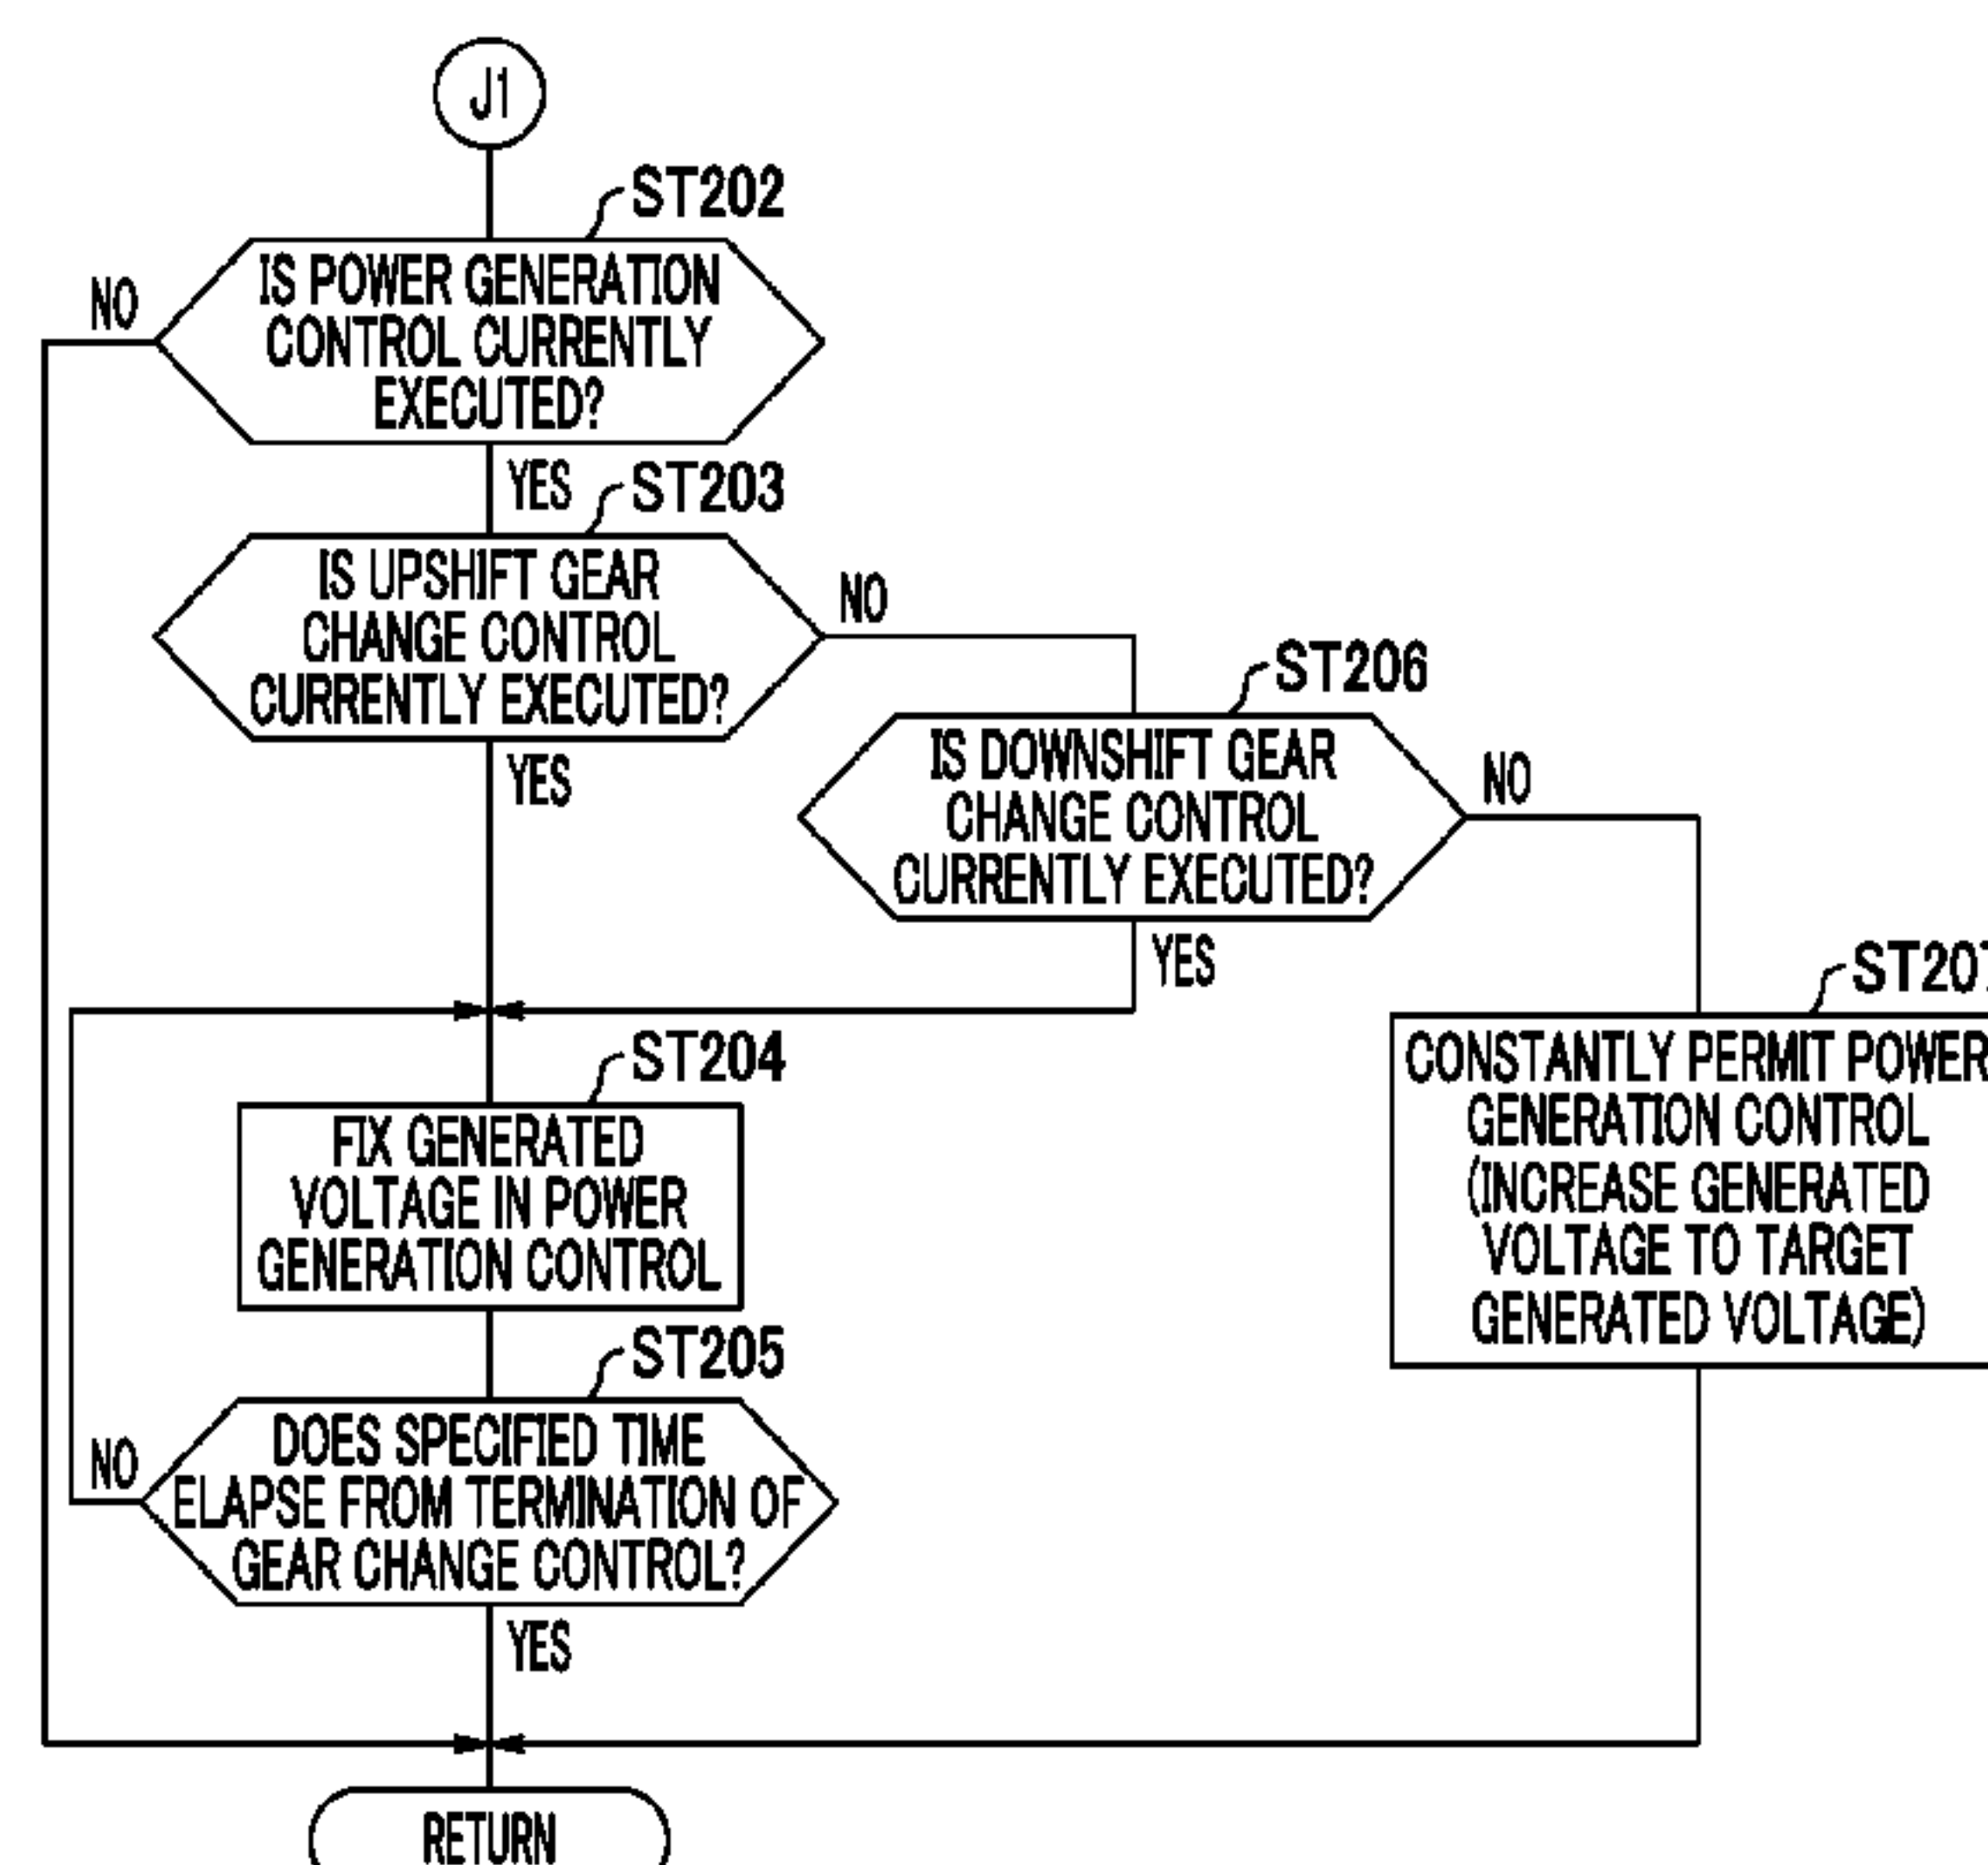 J1
ST202
IS POWER GENERATION
CONTROL CURRENTLY
EXECUTED?
NO
YES
ST203
IS UPSHIFT GEAR
CHANGE CONTROL
CURRENTLY EXECUTED?
NO
YES
ST206
IS DOWNSHIFT GEAR
CHANGE CONTROL
CURRENTLY EXECUTED?
NO
YES
ST204
FIX GENERATED
VOLTAGE IN POWER
GENERATION CONTROL
ST207
CONSTANTLY PERMIT POWER
GENERATION CONTROL
(INCREASE GENERATED
VOLTAGE TO TARGET
GENERATED VOLTAGE)
ST205
DOES SPECIFIED TIME
ELAPSE FROM TERMINATION OF
GEAR CHANGE CONTROL?
NO
YES
RETURN